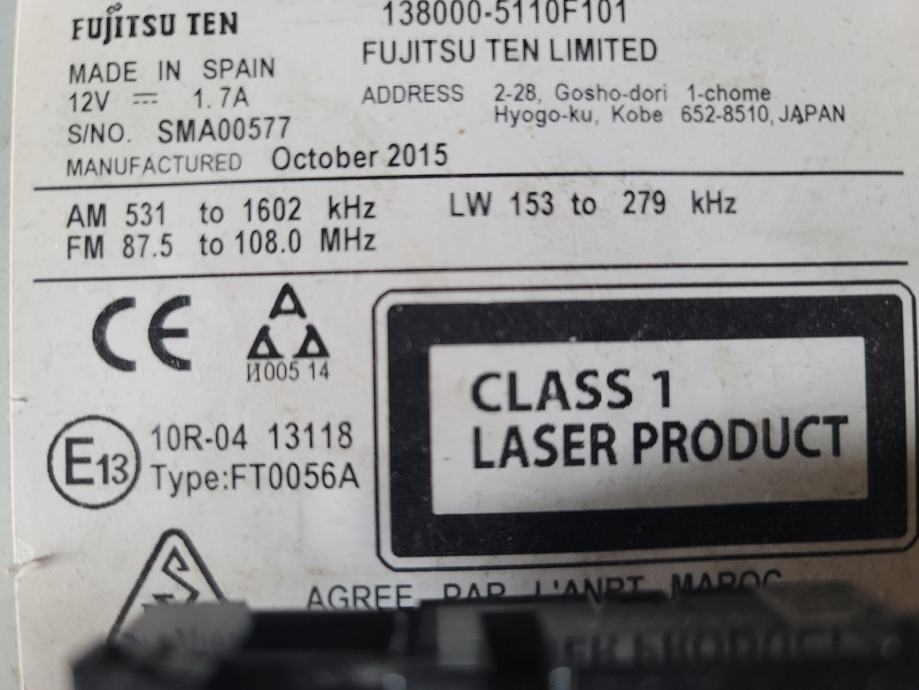 FUJITSU TEN
138000-5110F101
FUJITSU TEN LIMITED
MADE IN SPAIN
12V ⎓ 1.7A
ADDRESS 2-28, Gosho-dori 1-chome
Hyogo-ku, Kobe 652-8510, JAPAN
S/NO. SMA00577
MANUFACTURED October 2015
AM 531 to 1602 kHz LW 153 to 279 kHz
FM 87.5 to 108.0 MHz
CE
И005 14
CLASS 1
LASER PRODUCT
E13
10R-04 13118
Type:FT0056A
AGREE PAR L'ANRT MAROC